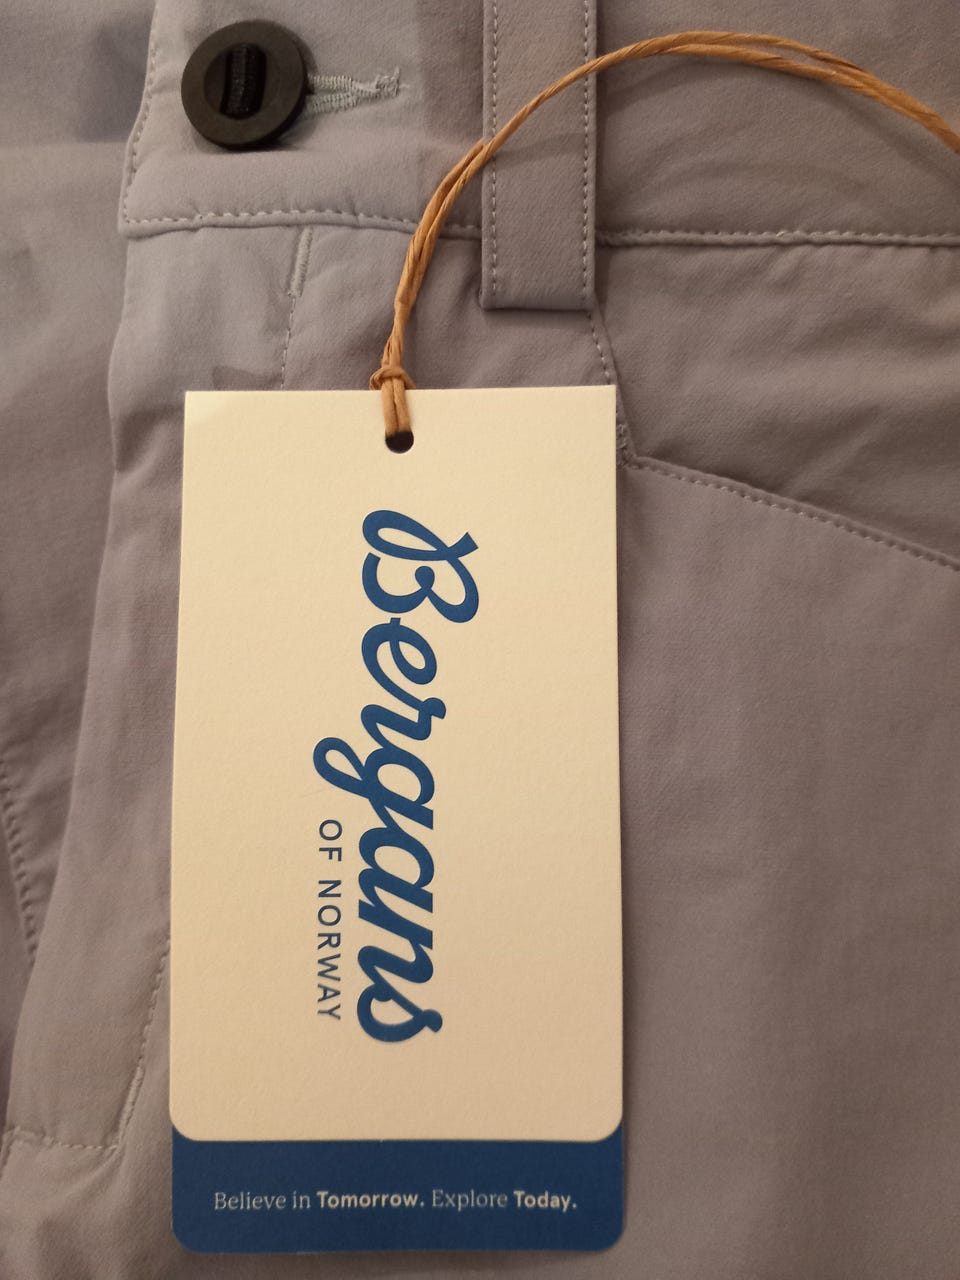 Bergans
OF NORWAY
Believe in Tomorrow. Explore Today.